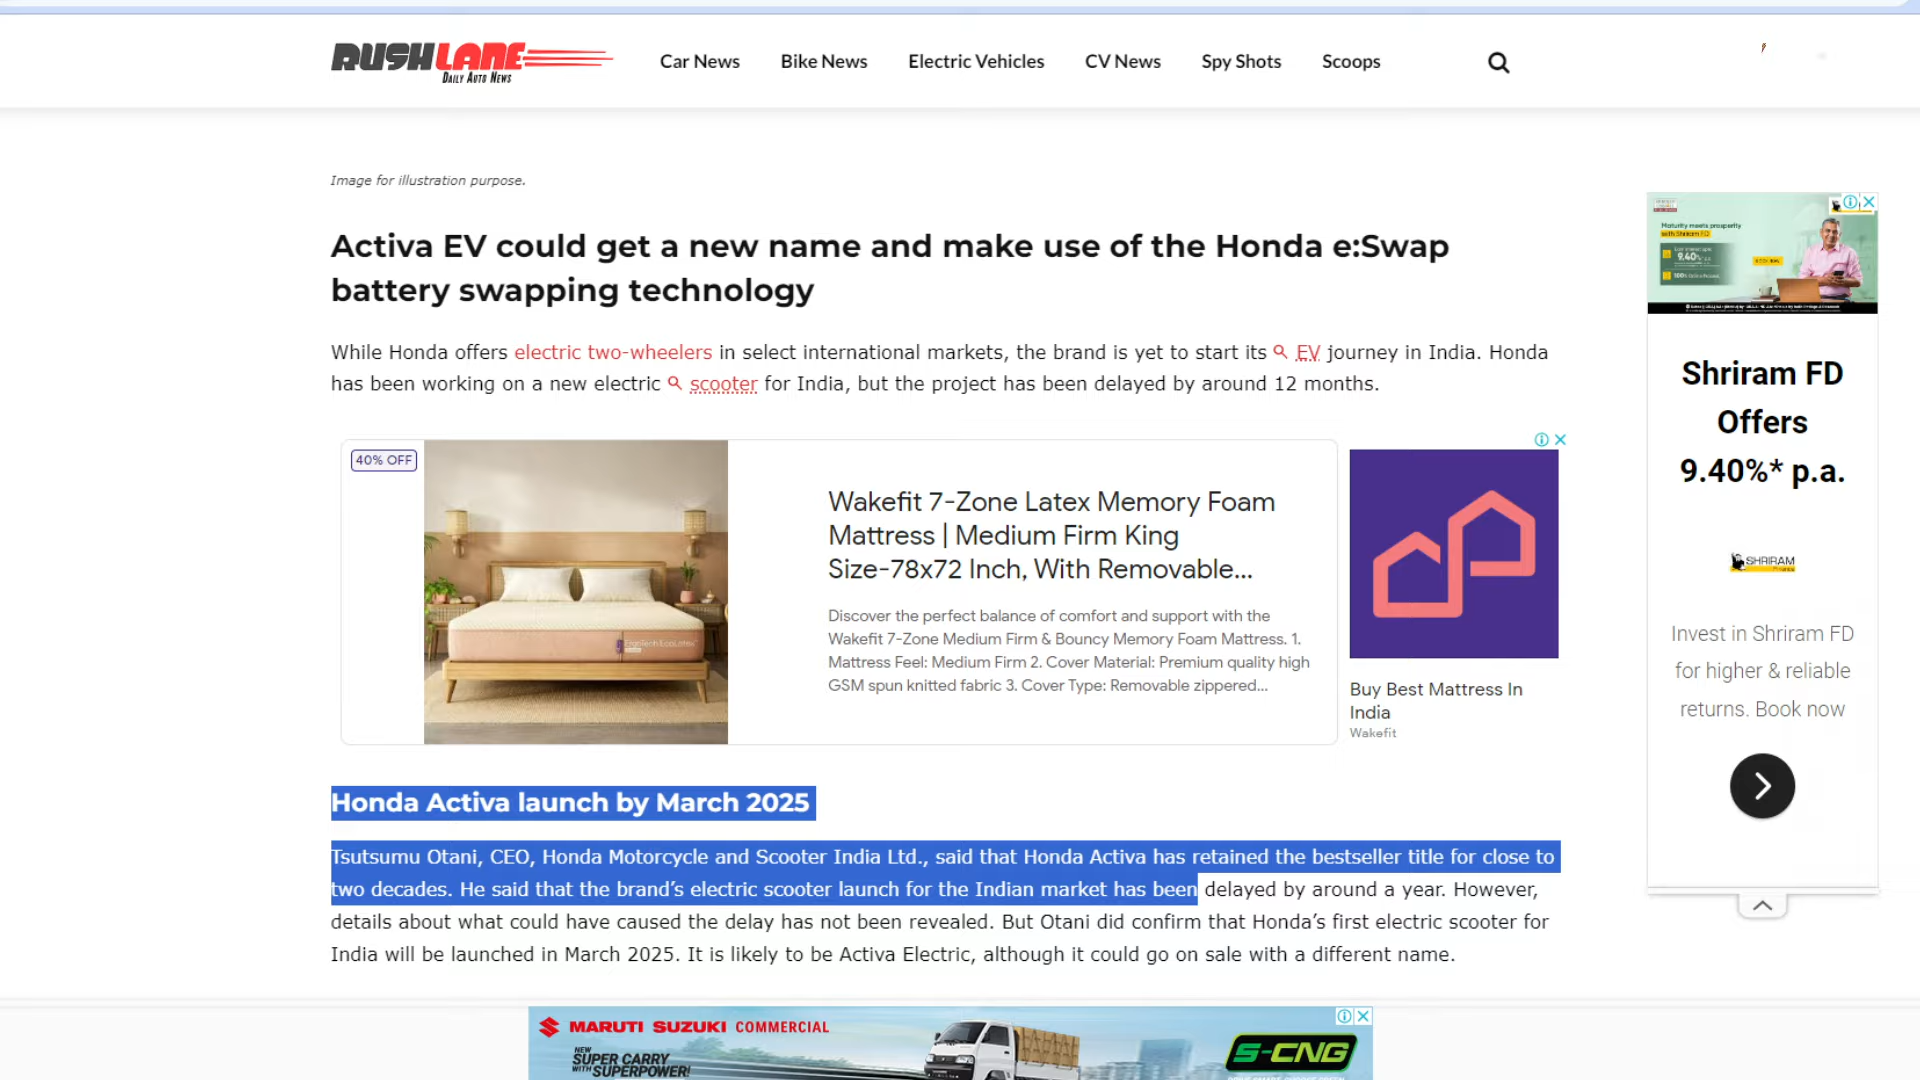 RUSHLANE
DAILY AUTO NEWS
Car News
Bike News
Electric Vehicles
CV News
Spy Shots
Scoops
Image for illustration purpose.
Activa EV could get a new name and make use of the Honda e:Swap
battery swapping technology
While Honda offers electric two-wheelers in select international markets, the brand is yet to start its EV journey in India. Honda
has been working on a new electric scooter for India, but the project has been delayed by around 12 months.
40% OFF
Wakefit 7-Zone Latex Memory Foam
Mattress | Medium Firm King
Size-78x72 Inch, With Removable...
Discover the perfect balance of comfort and support with the
Wakefit 7-Zone Medium Firm & Bouncy Memory Foam Mattress. 1.
Mattress Feel: Medium Firm 2. Cover Material: Premium quality high
GSM spun knitted fabric 3. Cover Type: Removable zippered...
Buy Best Mattress In
India
Wakefit
Honda Activa launch by March 2025
Tsutsumu Otani, CEO, Honda Motorcycle and Scooter India Ltd., said that Honda Activa has retained the bestseller title for close to
two decades. He said that the brand's electric scooter launch for the Indian market has been delayed by around a year. However,
details about what could have caused the delay has not been revealed. But Otani did confirm that Honda's first electric scooter for
India will be launched in March 2025. It is likely to be Activa Electric, although it could go on sale with a different name.
Maturity meets prosperity
with Shriram FD
9.40%
Shriram FD
Offers
9.40%* p.a.
SHRIRAM
Invest in Shriram FD
for higher & reliable
returns. Book now
MARUTI SUZUKI COMMERCIAL
NEW
SUPER CARRY
WITH SUPERPOWER!
S-CNG